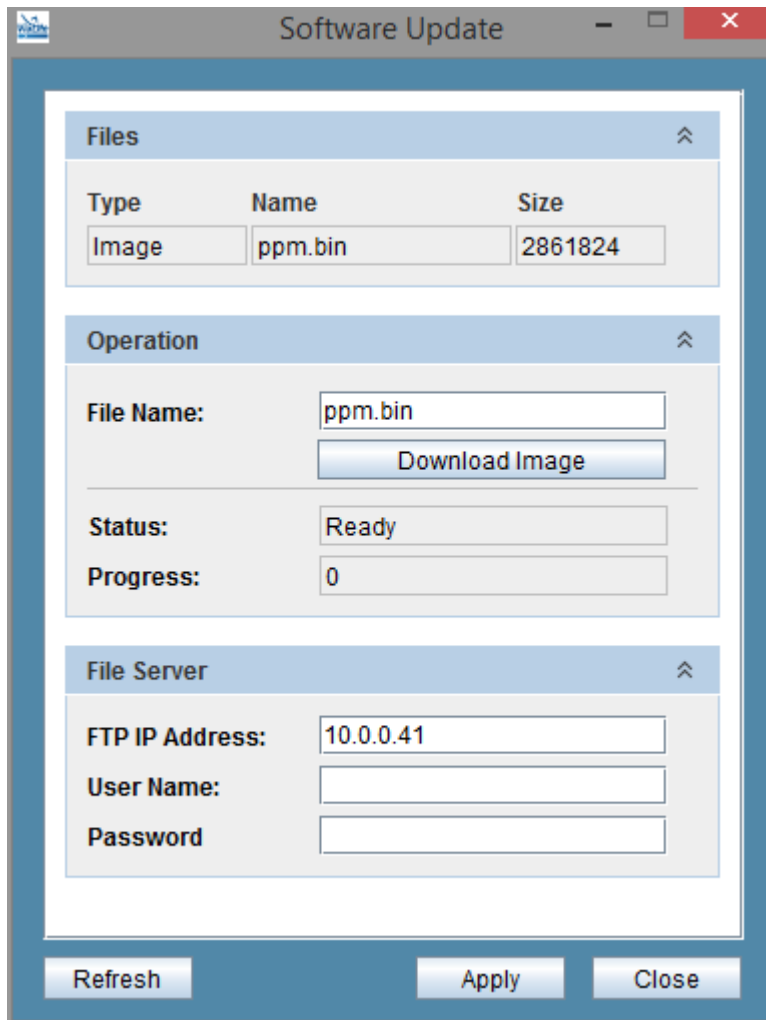 Software Update
Files
Type Name Size
Image ppm.bin 2861824
Operation
File Name: ppm.bin
Download Image
Status: Ready
Progress: 0
File Server
FTP IP Address: 10.0.0.41
User Name:
Password
Refresh Apply Close